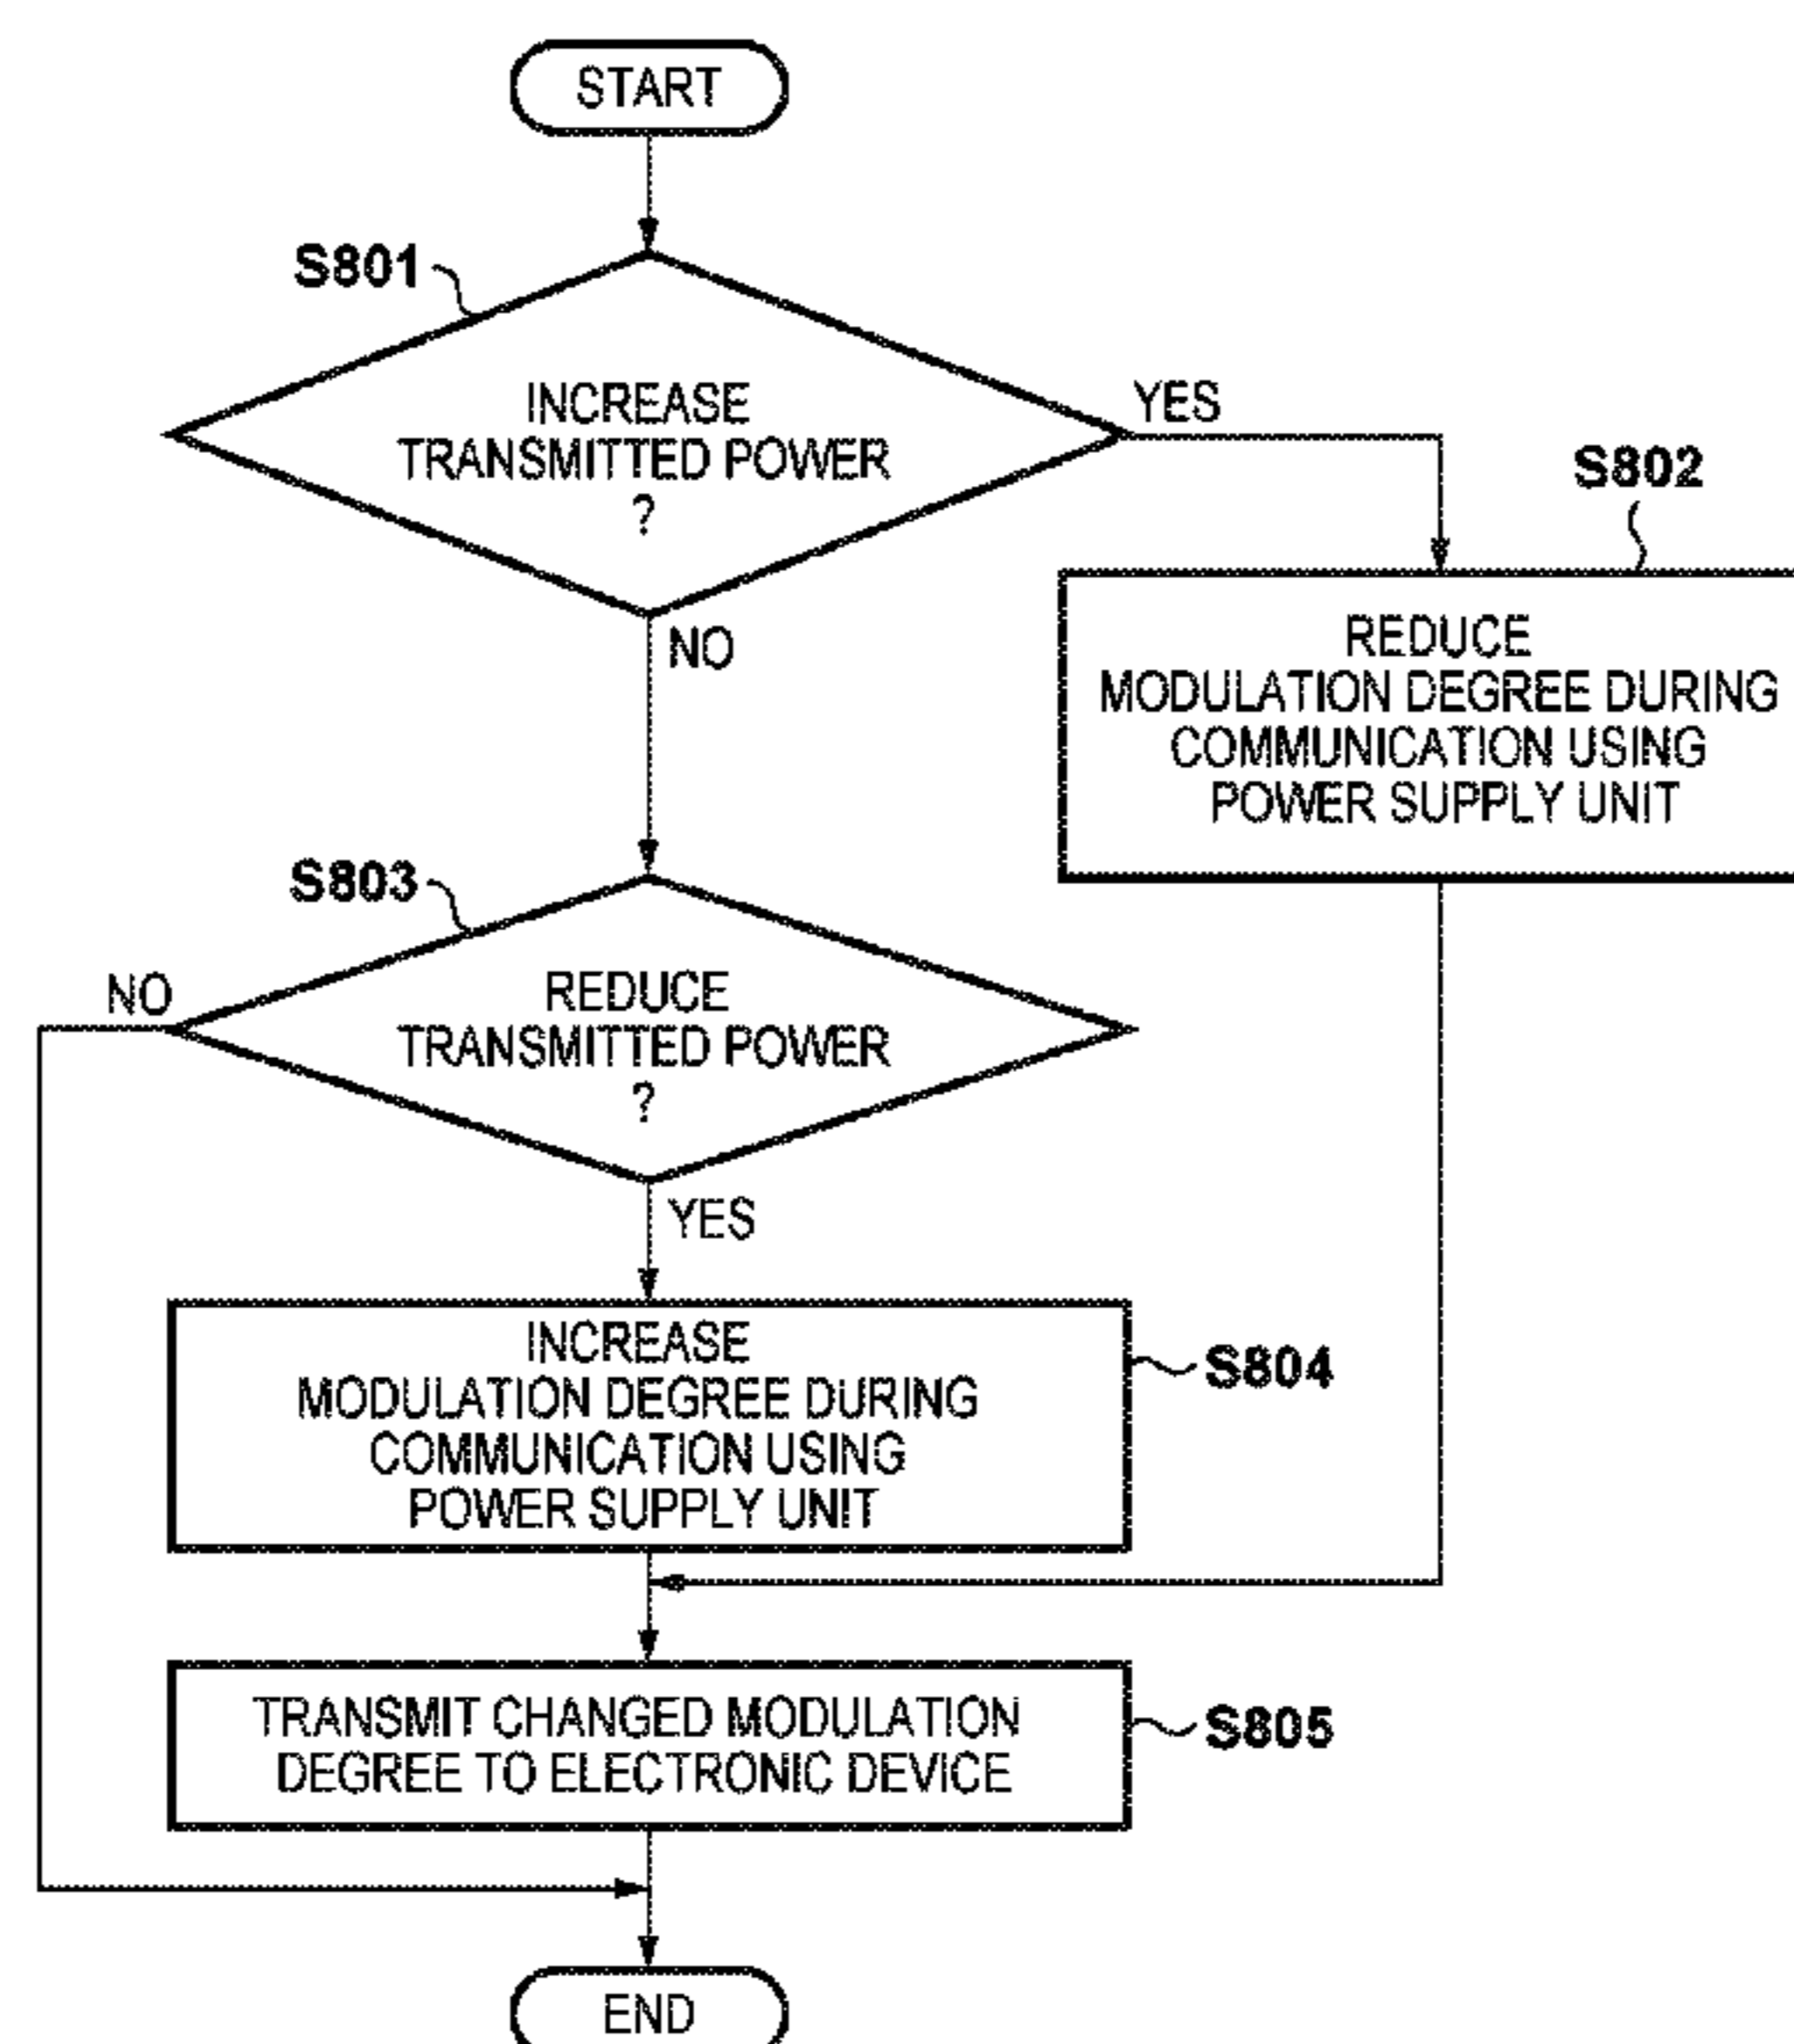 START
S801
INCREASE
TRANSMITTED POWER
?
YES
NO
S802
REDUCE
MODULATION DEGREE DURING
COMMUNICATION USING
POWER SUPPLY UNIT
S803
NO
REDUCE
TRANSMITTED POWER
?
YES
INCREASE
MODULATION DEGREE DURING
COMMUNICATION USING
POWER SUPPLY UNIT
S804
TRANSMIT CHANGED MODULATION
DEGREE TO ELECTRONIC DEVICE
S805
END